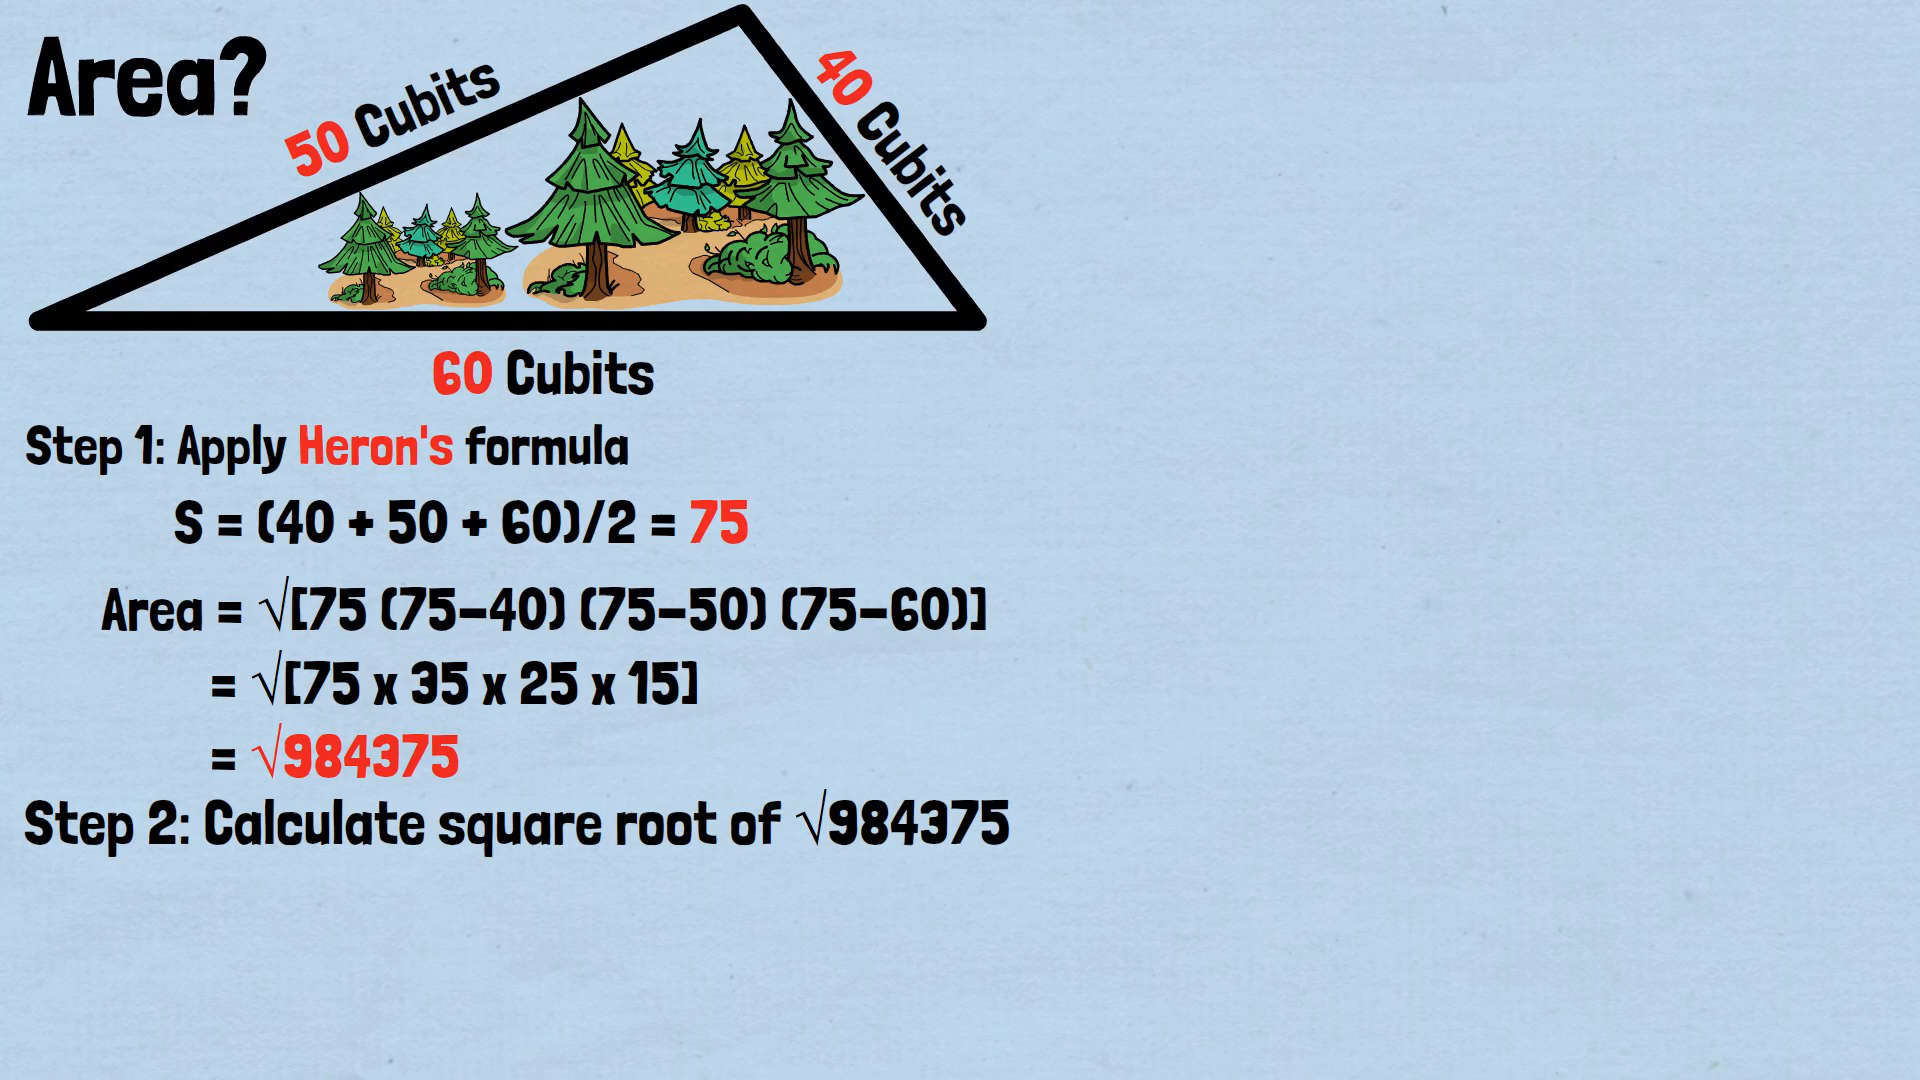 Area?
50 Cubits
40 Cubits
60 Cubits
Step 1: Apply Heron's formula
S = (40 + 50 + 60)/2 = 75
Area = √[75 (75-40) (75-50) (75-60)]
= √[75 x 35 x 25 x 15]
= √984375
Step 2: Calculate square root of √984375